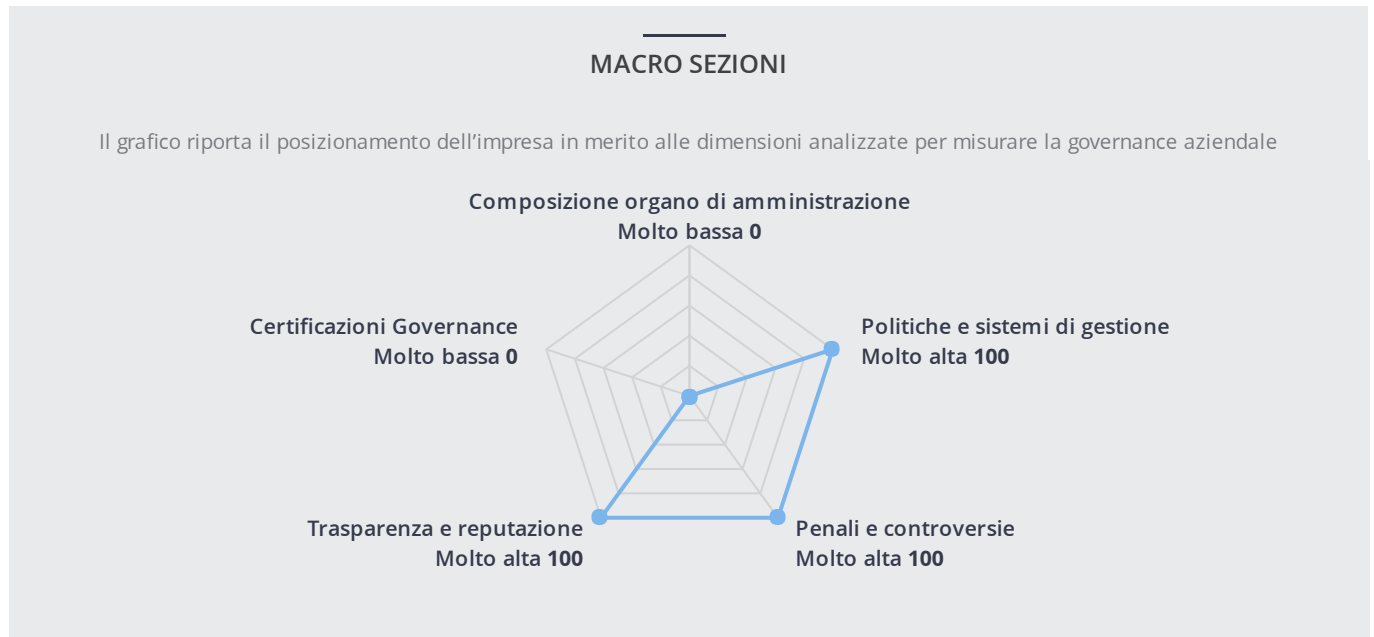 MACRO SEZIONI
Il grafico riporta il posizionamento dell’impresa in merito alle dimensioni analizzate per misurare la governance aziendale
Composizione organo di amministrazione
Molto bassa 0
Certificazioni Governance
Molto bassa 0
Politiche e sistemi di gestione
Molto alta 100
Trasparenza e reputazione
Molto alta 100
Penali e controversie
Molto alta 100